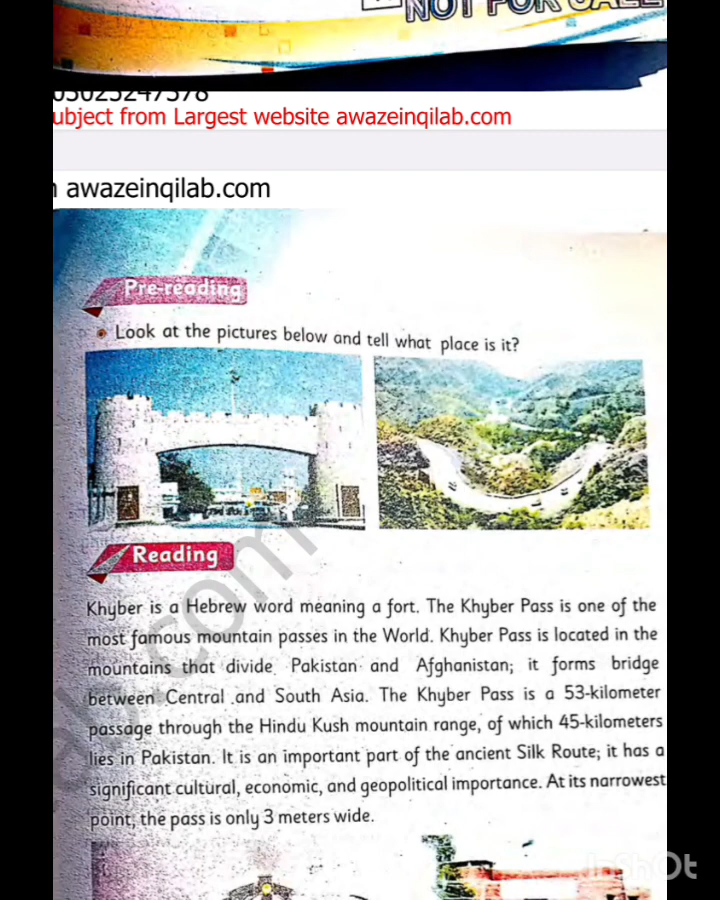 NOT FOR SALE
03025247378
ubject from Largest website awazeinqilab.com
awazeinqilab.com
Pre-reading
• Look at the pictures below and tell what place is it?
Reading
Khyber is a Hebrew word meaning a fort. The Khyber Pass is one of the
most famous mountain passes in the World. Khyber Pass is located in the
mountains that divide Pakistan and Afghanistan; it forms bridge
between Central and South Asia. The Khyber Pass is a 53-kilometer
passage through the Hindu Kush mountain range, of which 45-kilometers
lies in Pakistan. It is an important part of the ancient Silk Route; it has a
significant cultural, economic, and geopolitical importance. At its narrowest
point, the pass is only 3 meters wide.
ab.com
InShOt